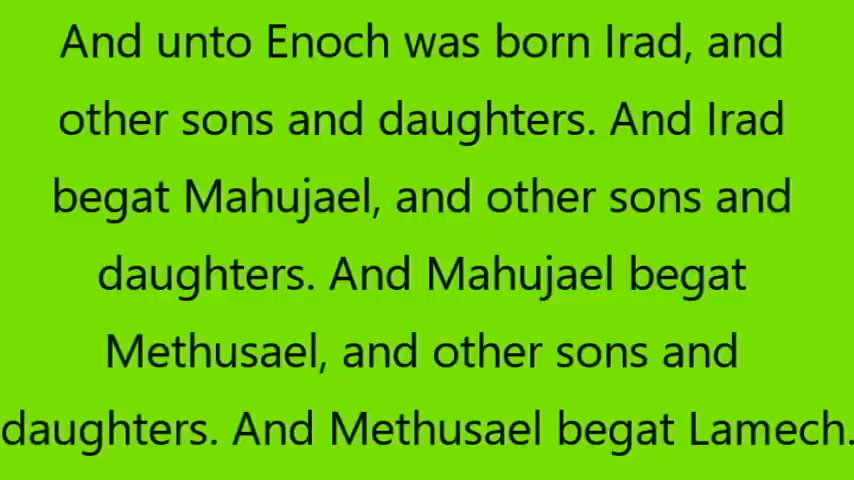 And unto Enoch was born Irad, and
other sons and daughters. And Irad
begat Mahujael, and other sons and
daughters. And Mahujael begat
Methusael, and other sons and
daughters. And Methusael begat Lamech.